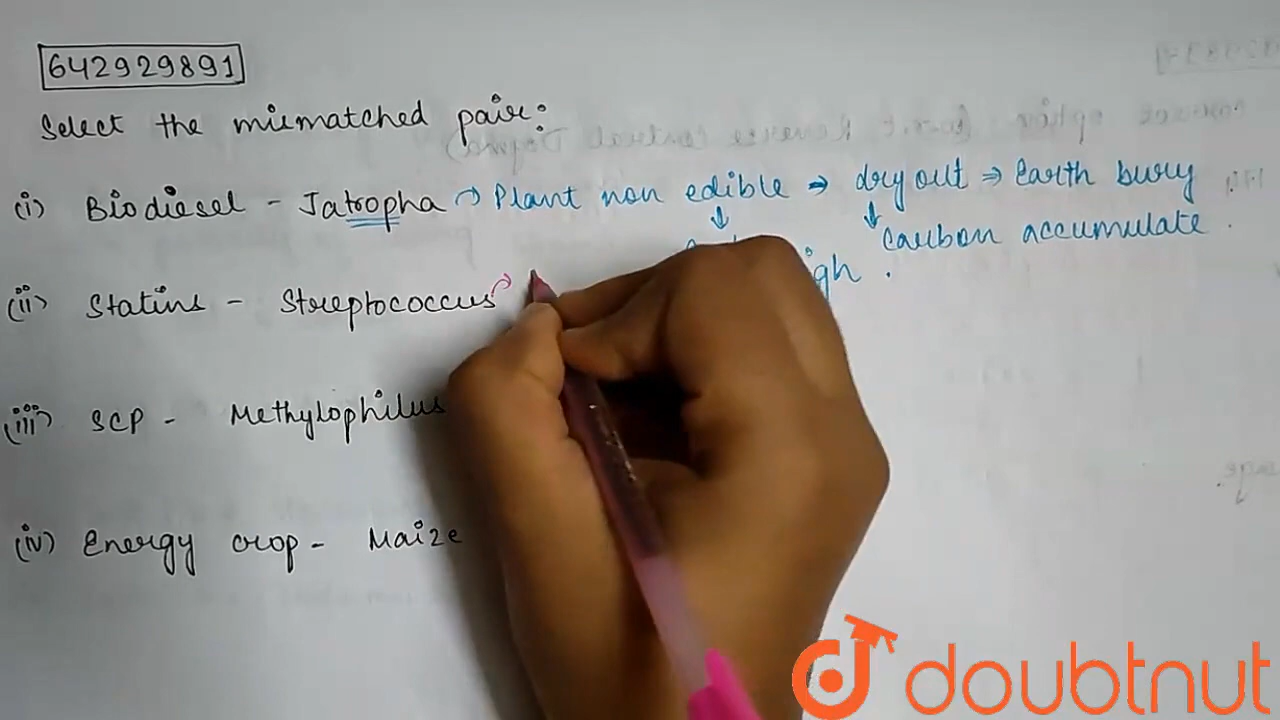 642929891
Select the mismatched pair:
(i) Biodiesel - Jatropha → Plant non edible ⇒ dry out ⇒ Earth bury
↓ ↓ Carbon accumulate.
igh.
(ii) Statins - Streptococcus
(iii) SCP - Methylophilus
(iv) Energy crop - Maize
doubtnut